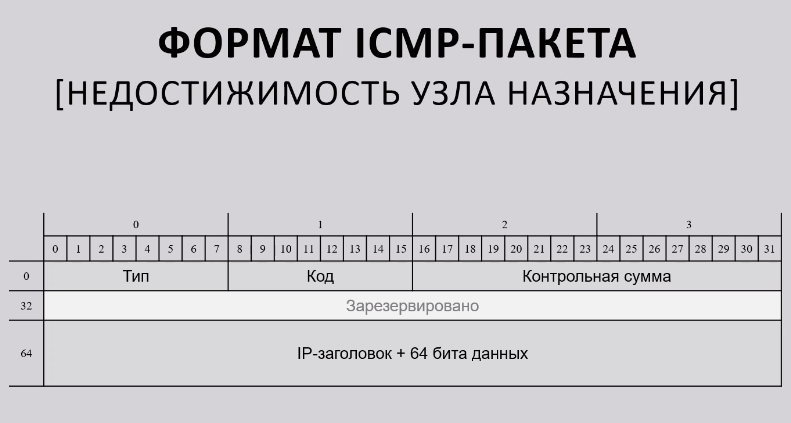 ФОРМАТ ICMP-ПАКЕТА
[НЕДОСТИЖИМОСТЬ УЗЛА НАЗНАЧЕНИЯ]
0 1 2 3
0 1 2 3 4 5 6 7 8 9 10 11 12 13 14 15 16 17 18 19 20 21 22 23 24 25 26 27 28 29 30 31
0 Тип Код Контрольная сумма
32 Зарезервировано
64 IP-заголовок + 64 бита данных